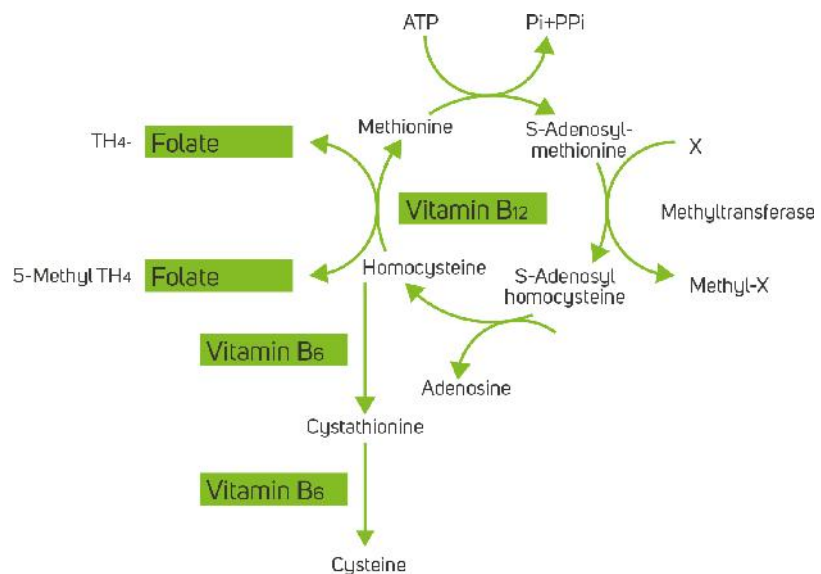 ATP
Pi+PPi
Methionine
S-Adenosyl-
methionine
TH4-
Folate
X
Vitamin B12
Methyltransferase
5-Methyl TH4
Folate
Homocysteine
S-Adenosyl
homocysteine
Methyl-X
Vitamin B6
Adenosine
Cystathionine
Vitamin B6
Cysteine